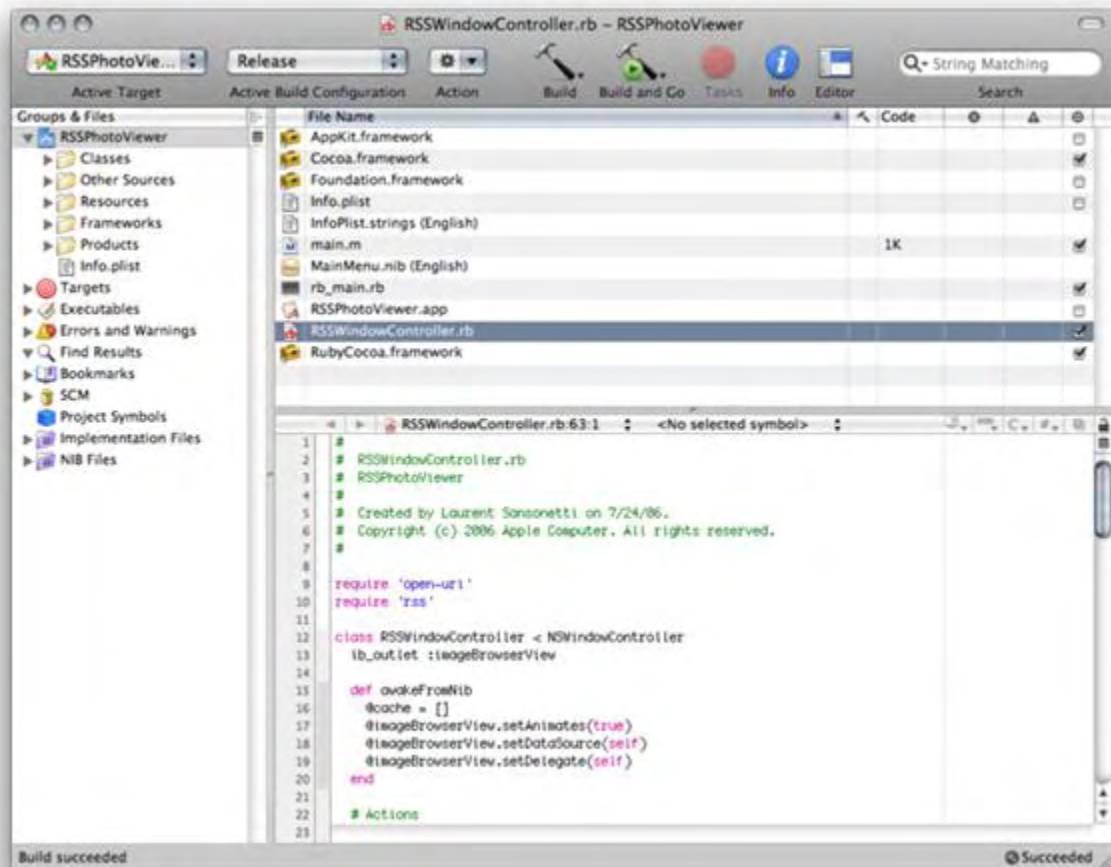 RSSWindowController.rb – RSSPhotoViewer
RSSPhotoVie... Release
Active Target Active Build Configuration Action Build Build and Go Tasks Info Editor Search
String Matching
Groups & Files
RSSPhotoViewer
Classes
Other Sources
Resources
Frameworks
Products
Info.plist
Targets
Executables
Errors and Warnings
Find Results
Bookmarks
SCM
Project Symbols
Implementation Files
NIB Files
File Name Code
AppKit.framework
Cocoa.framework
Foundation.framework
Info.plist
InfoPlist.strings (English)
main.m 1K
MainMenu.nib (English)
rb_main.rb
RSSPhotoViewer.app
RSSWindowController.rb
RubyCocoa.framework
RSSWindowController.rb:63:1 <No selected symbol>
1 #
2 # RSSWindowController.rb
3 # RSSPhotoViewer
4 #
5 # Created by Laurent Sansonetti on 7/24/06.
6 # Copyright (c) 2006 Apple Computer. All rights reserved.
7 #
8
9 require 'open-uri'
10 require 'rss'
11
12 class RSSWindowController < NSWindowController
13 ib_outlet :imageBrowserView
14
15 def awakeFromNib
16 @cache = []
17 @imageBrowserView.setAnimates(true)
18 @imageBrowserView.setDataSource(self)
19 @imageBrowserView.setDelegate(self)
20 end
21
22 # Actions
23
Build succeeded Succeeded